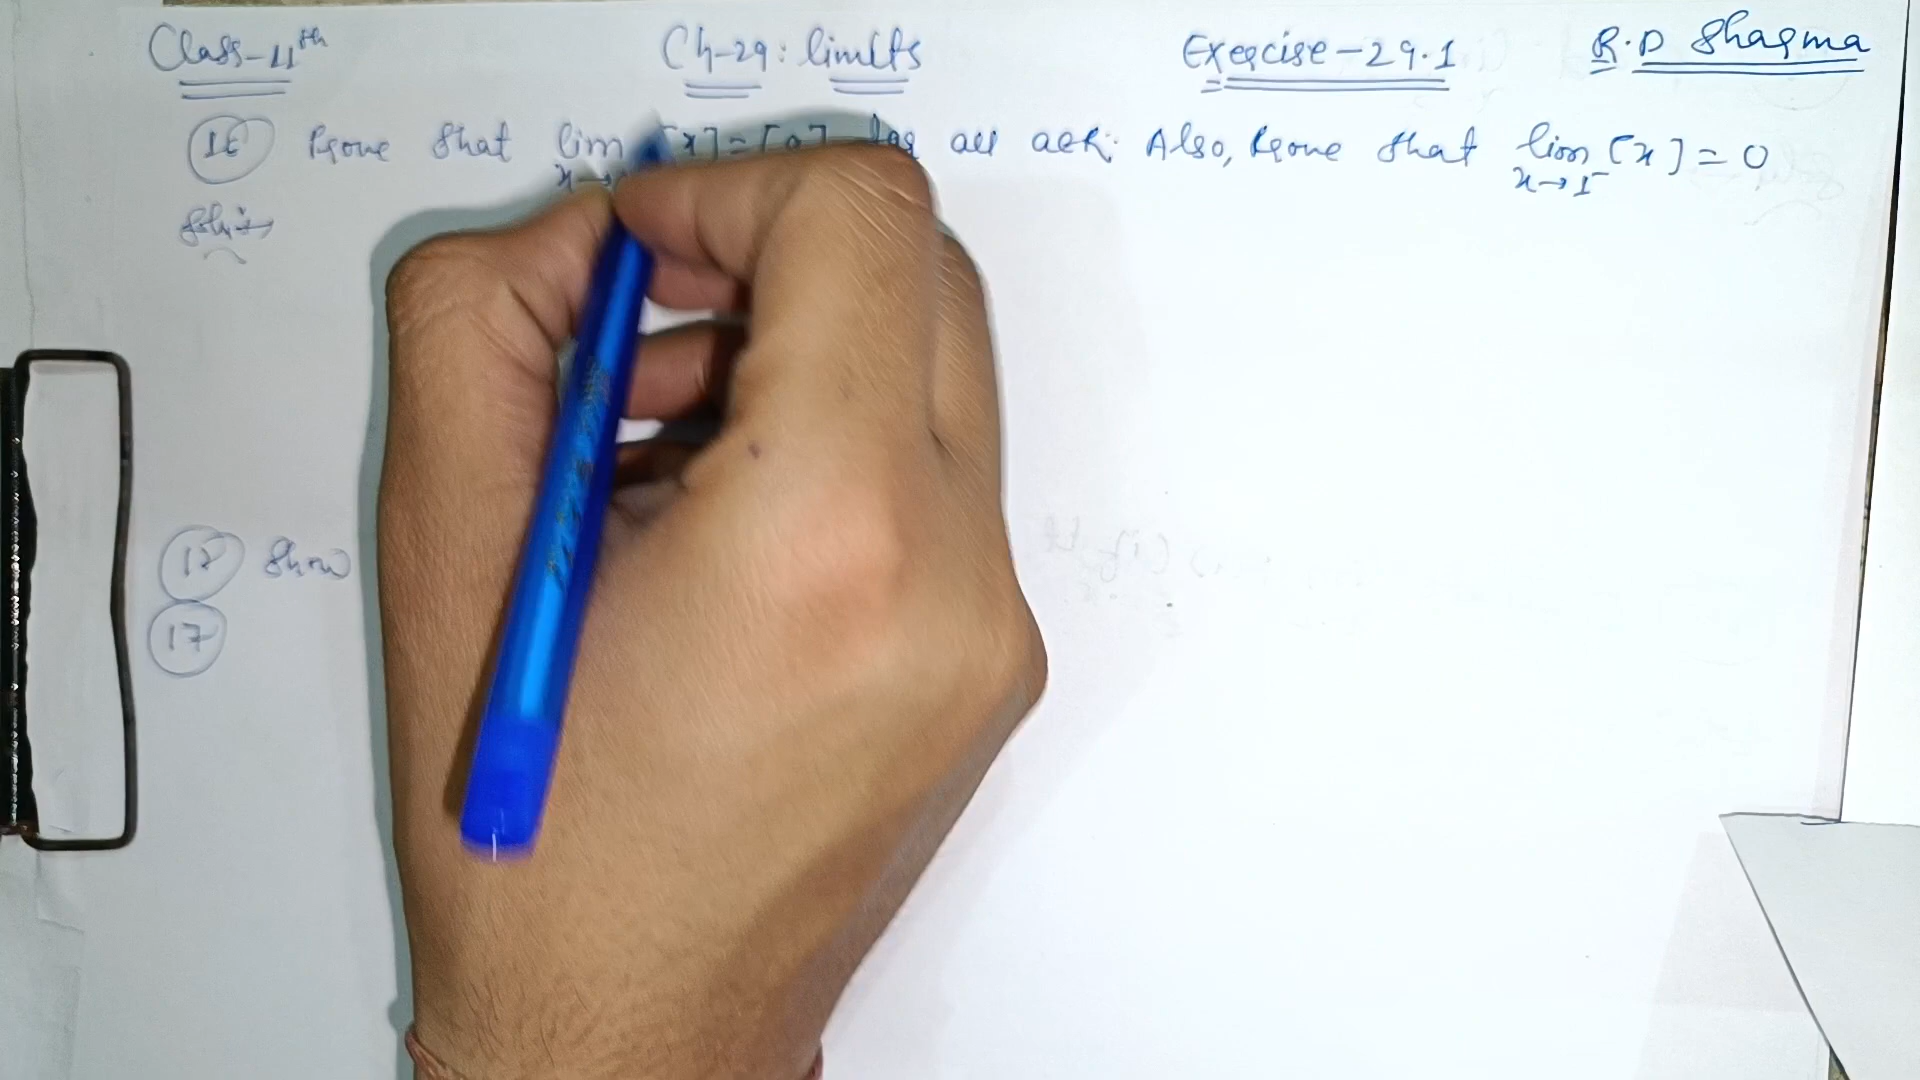 Class-11th Ch-29: limits Exercise-29.1 R.D Sharma
16 Prove that lim [x] = [a] for all a∈R. Also, Prove that lim [x] = 0
x→ x→1⁻
Soln:→
18 Show
17